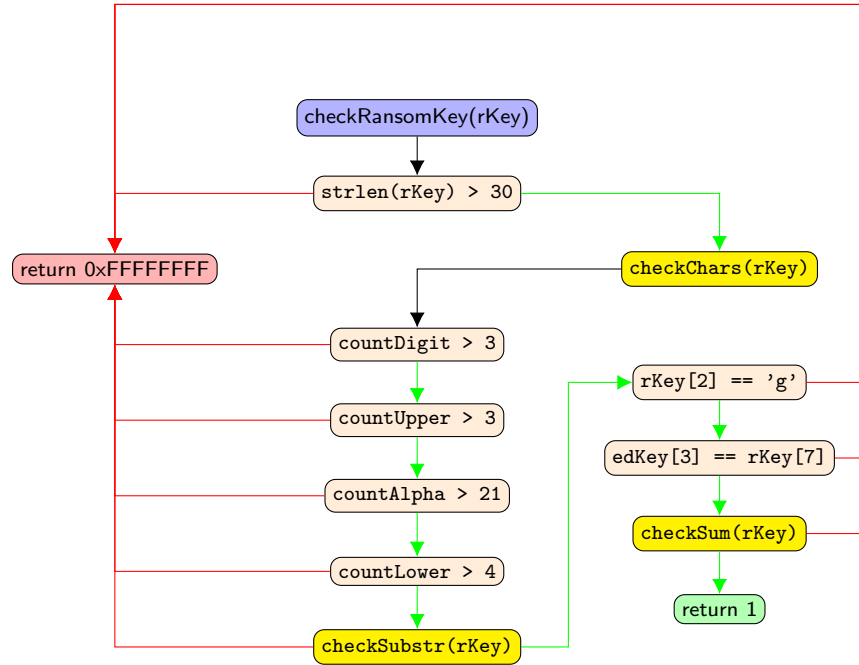 checkRansomKey(rKey)
strlen(rKey) > 30
return 0xFFFFFFFF
checkChars(rKey)
countDigit > 3
countUpper > 3
countAlpha > 21
countLower > 4
checkSubstr(rKey)
rKey[2] == ’g’
edKey[3] == rKey[7]
checkSum(rKey)
return 1